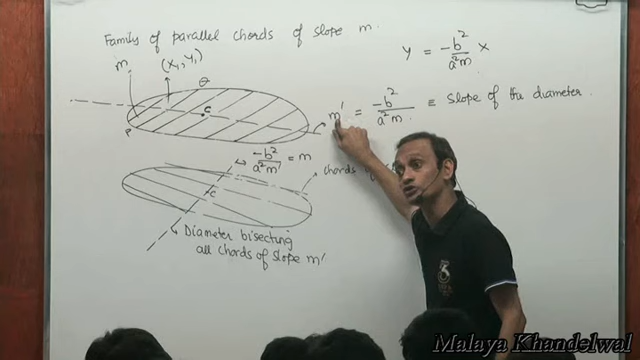 Family of parallel chords of slope m.
y = -b²/a²m x
m
(x₁, y₁)
Q
P
C
m' = -b²/a²m ≡ slope of the diameter.
-b²/a²m' = m
chords of
C
Diameter bisecting
all chords of slope m'
Malaya Khandelwal